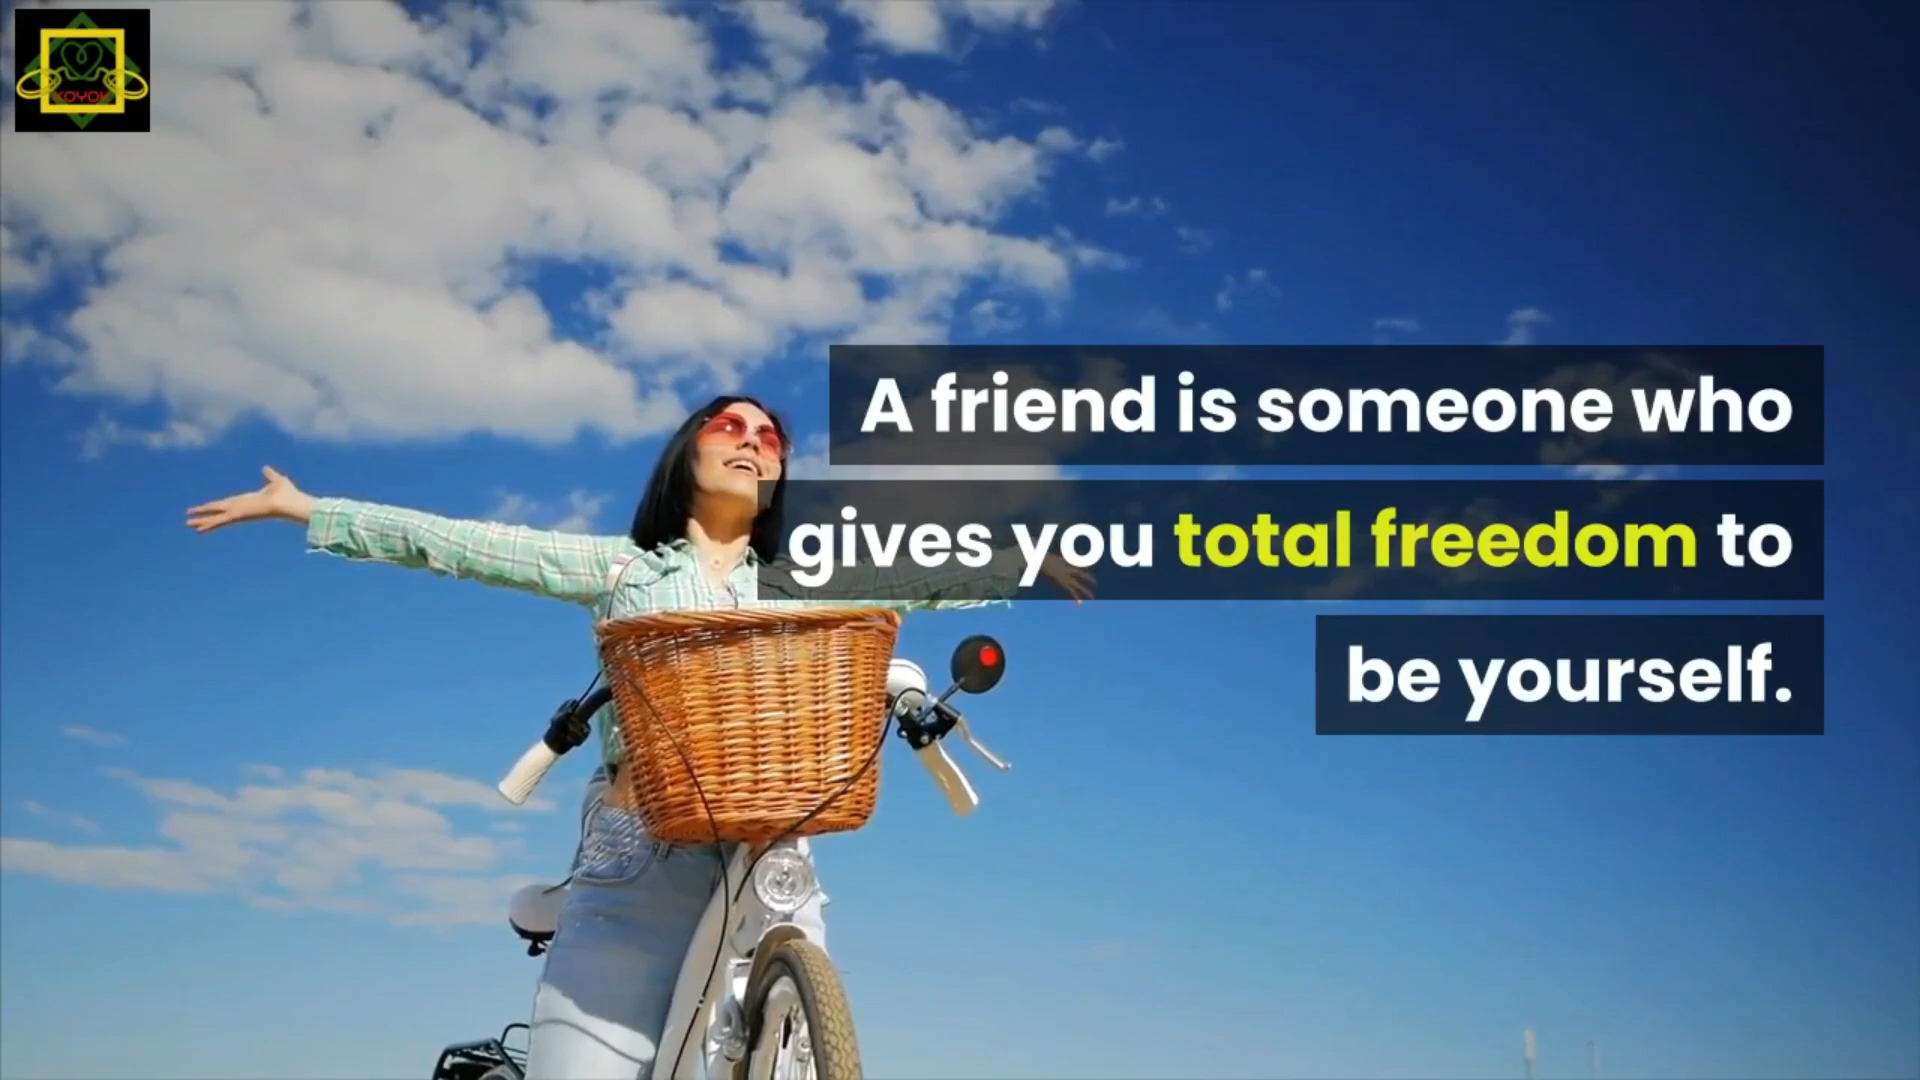 A friend is someone who
gives you total freedom to
be yourself.